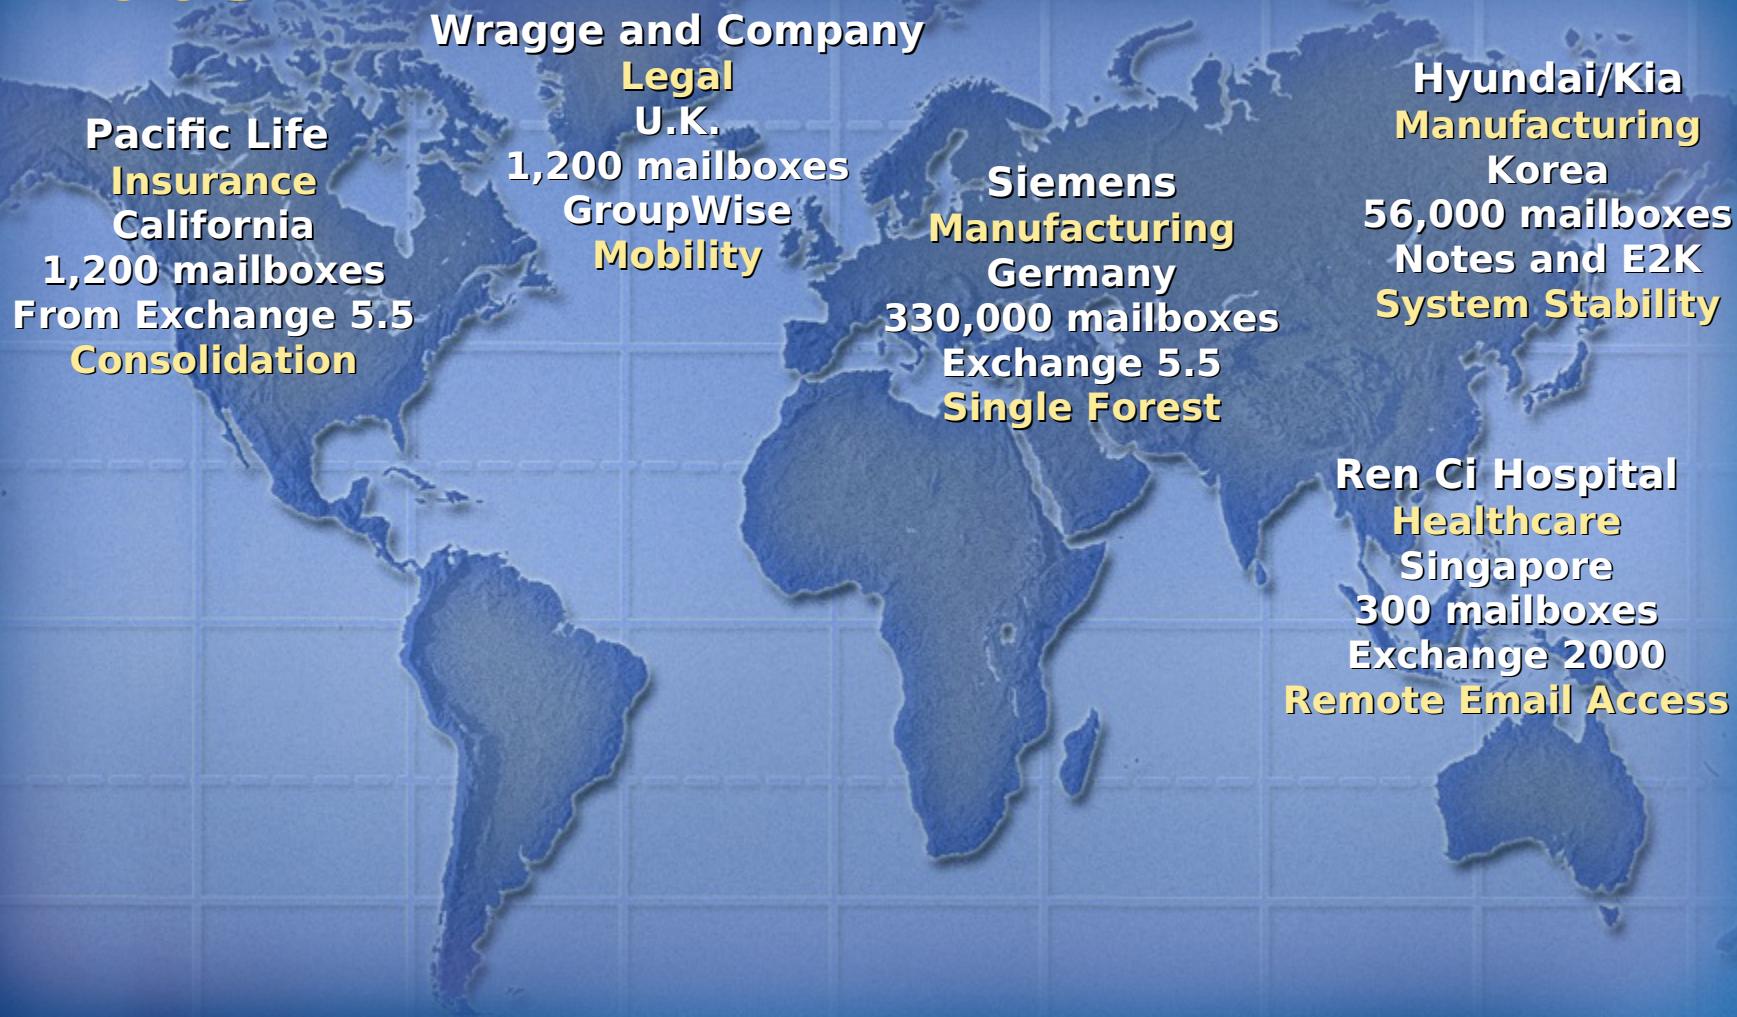 Wragge and Company
Legal
U.K.
1,200 mailboxes
GroupWise
Mobility
Pacific Life
Insurance
California
1,200 mailboxes
From Exchange 5.5
Consolidation
Siemens
Manufacturing
Germany
330,000 mailboxes
Exchange 5.5
Single Forest
Hyundai/Kia
Manufacturing
Korea
56,000 mailboxes
Notes and E2K
System Stability
Ren Ci Hospital
Healthcare
Singapore
300 mailboxes
Exchange 2000
Remote Email Access